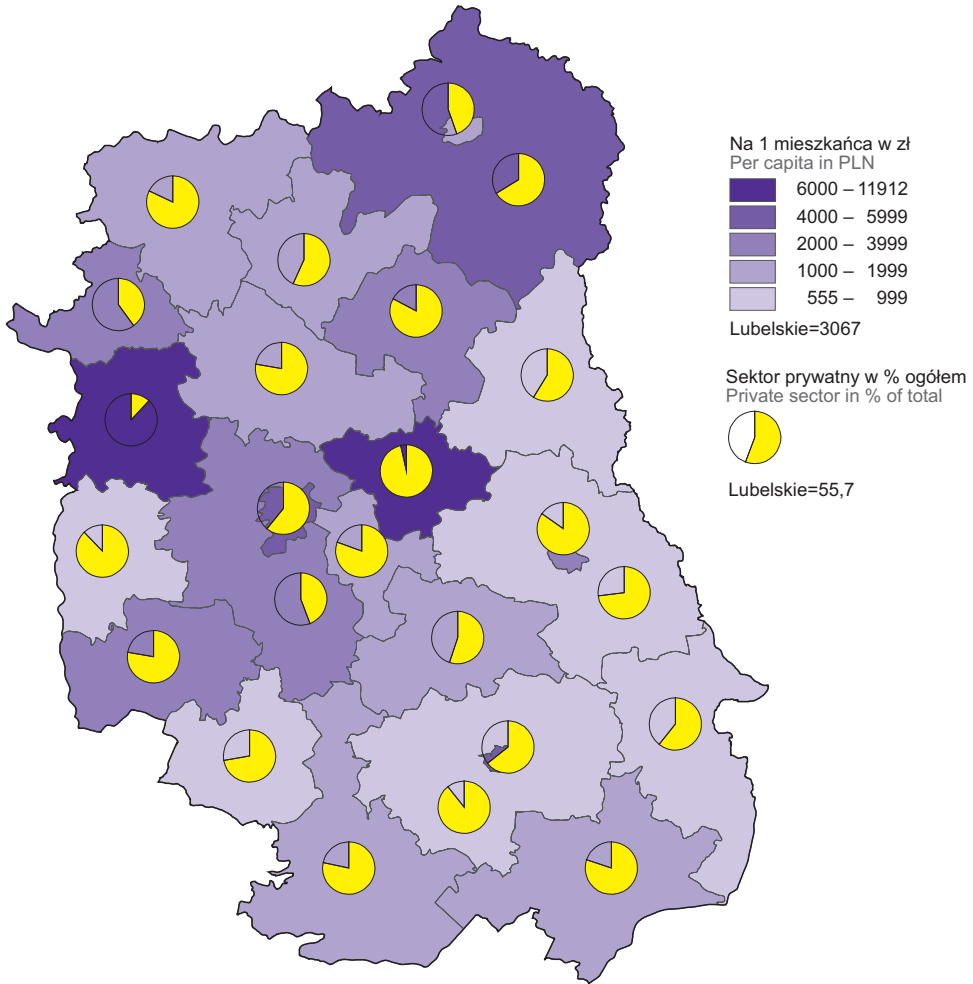 Na 1 mieszkańca w zł
Per capita in PLN
6000 – 11912
4000 – 5999
2000 – 3999
1000 – 1999
555 – 999
Lubelskie=3067
Sektor prywatny w % ogółem
Private sector in % of total
Lubelskie=55,7